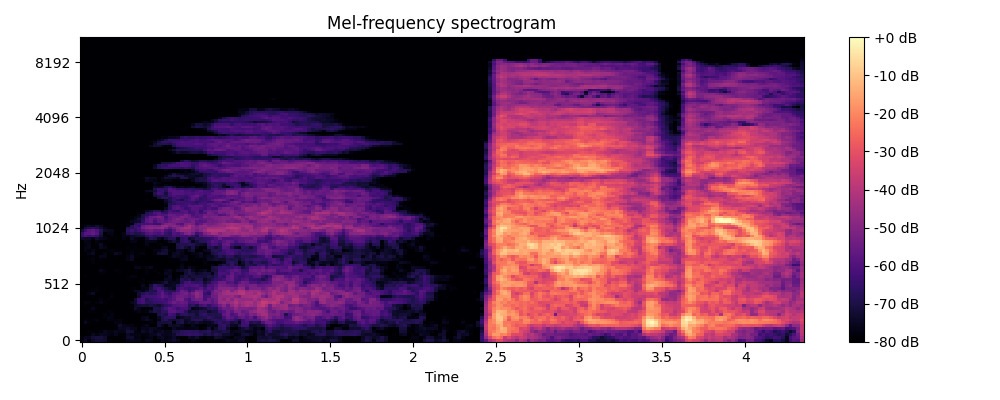 Mel-frequency spectrogram
Hz
8192
4096
2048
1024
512
0
0 0.5 1 1.5 2 2.5 3 3.5 4
Time
+0 dB
-10 dB
-20 dB
-30 dB
-40 dB
-50 dB
-60 dB
-70 dB
-80 dB